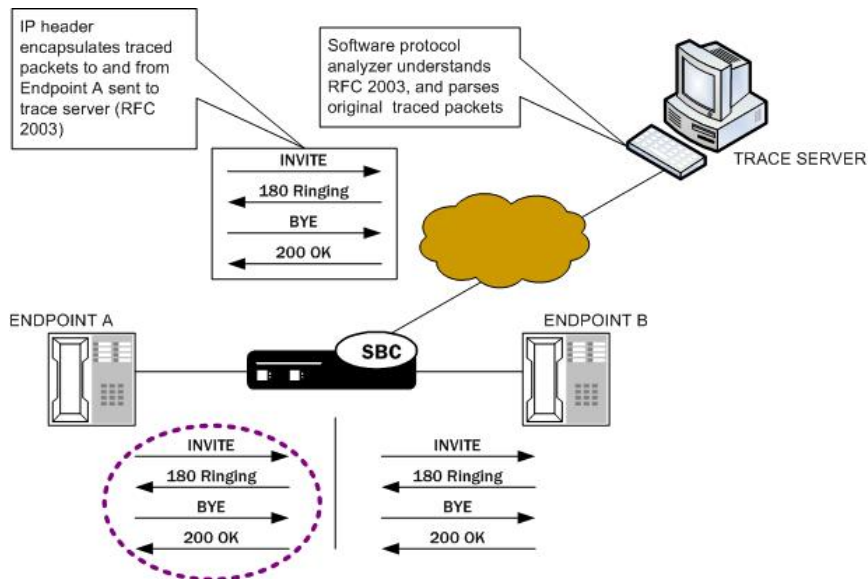 IP header
encapsulates traced
packets to and from
Endpoint A sent to
trace server (RFC
2003)
Software protocol
analyzer understands
RFC 2003, and parses
original traced packets
TRACE SERVER
INVITE
180 Ringing
BYE
200 OK
ENDPOINT A
SBC
ENDPOINT B
INVITE
180 Ringing
BYE
200 OK
INVITE
180 Ringing
BYE
200 OK